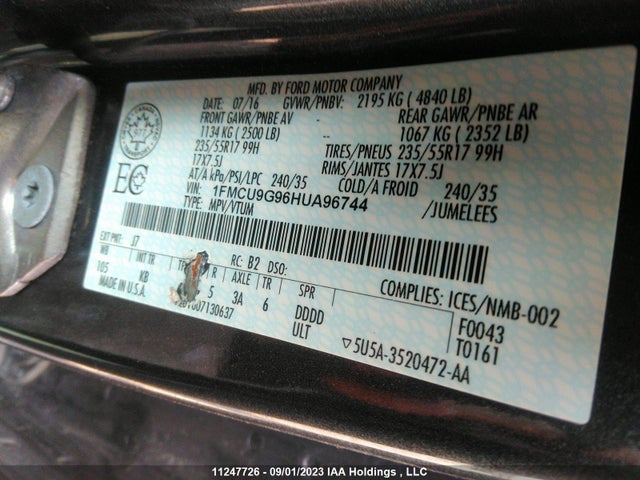 MFD. BY FORD MOTOR COMPANY
DATE: 07/16 GVWR/PNBV: 2195 KG ( 4840 LB)
FRONT GAWR/PNBE AV - REAR GAWR/PNBE AR
1134 KG ( 2500 LB) 1067 KG ( 2352 LB)
235/55R17 99H TIRES/PNEUS 235/55R17 99H
17X7.5J RIMS/JANTES 17X7.5J
AT/A kPa/PSI/LPC 240/35 COLD/A FROID 240/35
VIN: 1FMCU9G96HUA96744
TYPE: MPV/VTUM /JUMELEES
EC
EXT PNT: J7 RC: B2 DSO:
WB INT TR R AXLE TR SPR
105 KB 5 3A 6 DDDD
MADE IN U.S.A. ULT
COMPLIES: ICES/NMB-002
F0043
T0161
▽5U5A-3520472-AA
11247726 - 09/01/2023 IAA Holdings , LLC